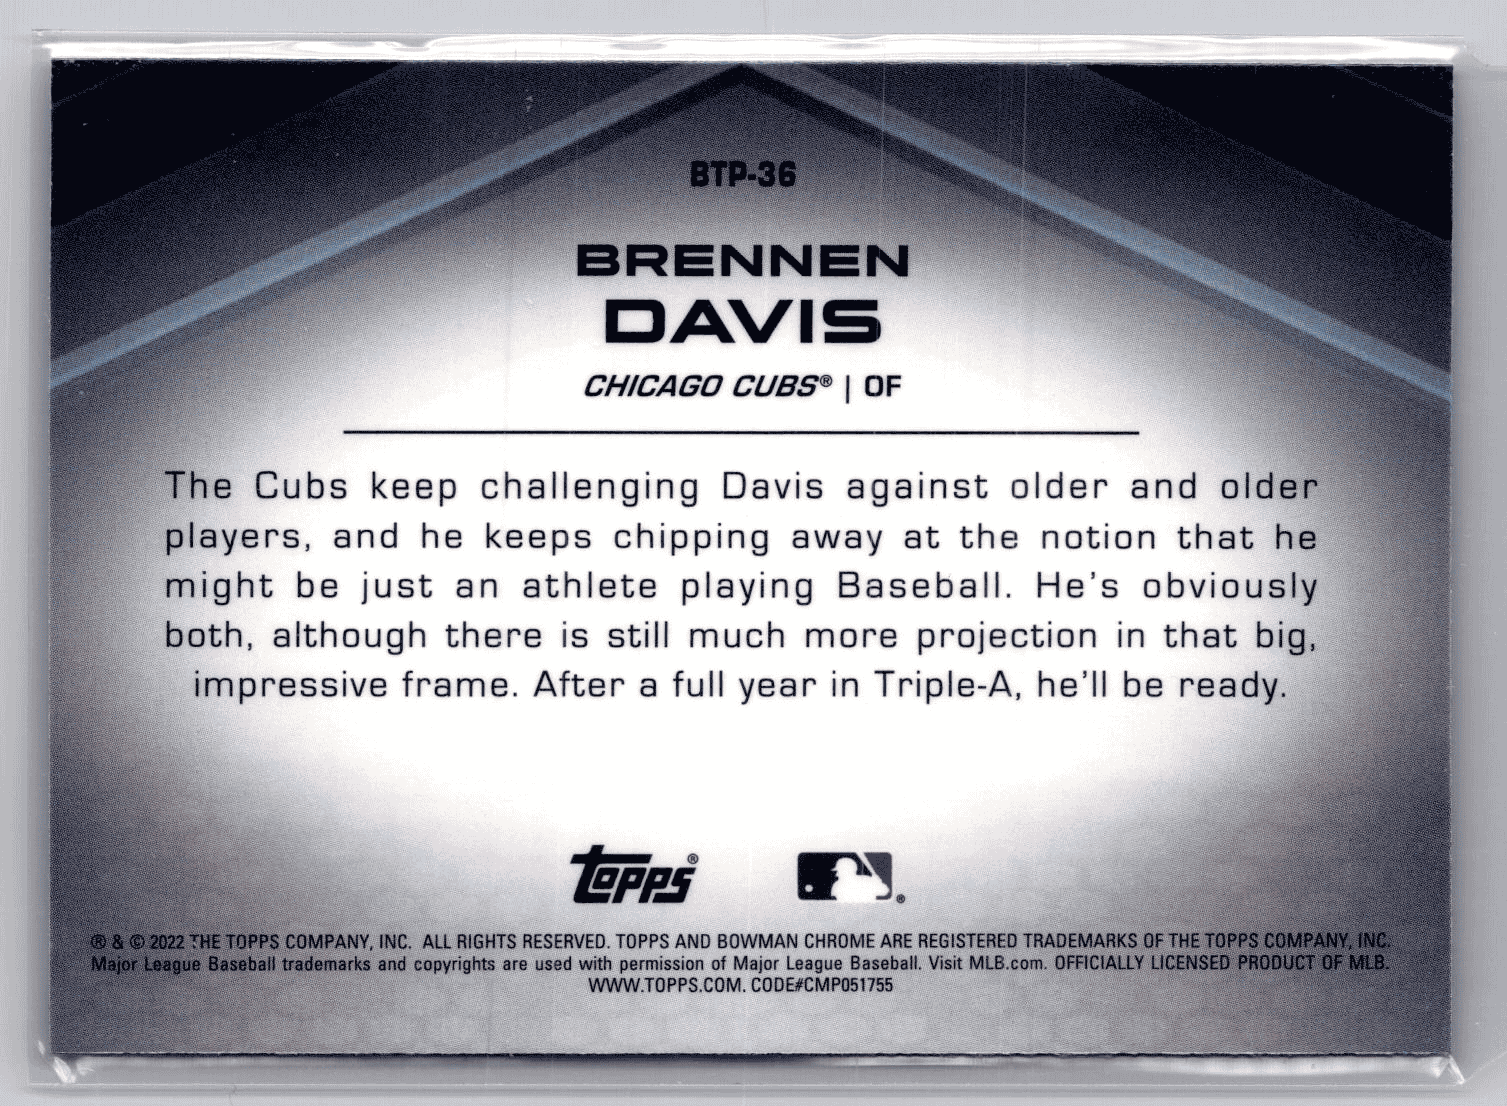 BTP-36
BRENNEN
DAVIS
CHICAGO CUBS® | OF
The Cubs keep challenging Davis against older and older
players, and he keeps chipping away at the notion that he
might be just an athlete playing Baseball. He's obviously
both, although there is still much more projection in that big,
impressive frame. After a full year in Triple-A, he'll be ready.
topps®
®
® & © 2022 THE TOPPS COMPANY, INC. ALL RIGHTS RESERVED. TOPPS AND BOWMAN CHROME ARE REGISTERED TRADEMARKS OF THE TOPPS COMPANY, INC.
Major League Baseball trademarks and copyrights are used with permission of Major League Baseball. Visit MLB.com. OFFICIALLY LICENSED PRODUCT OF MLB.
WWW.TOPPS.COM. CODE#CMP051755